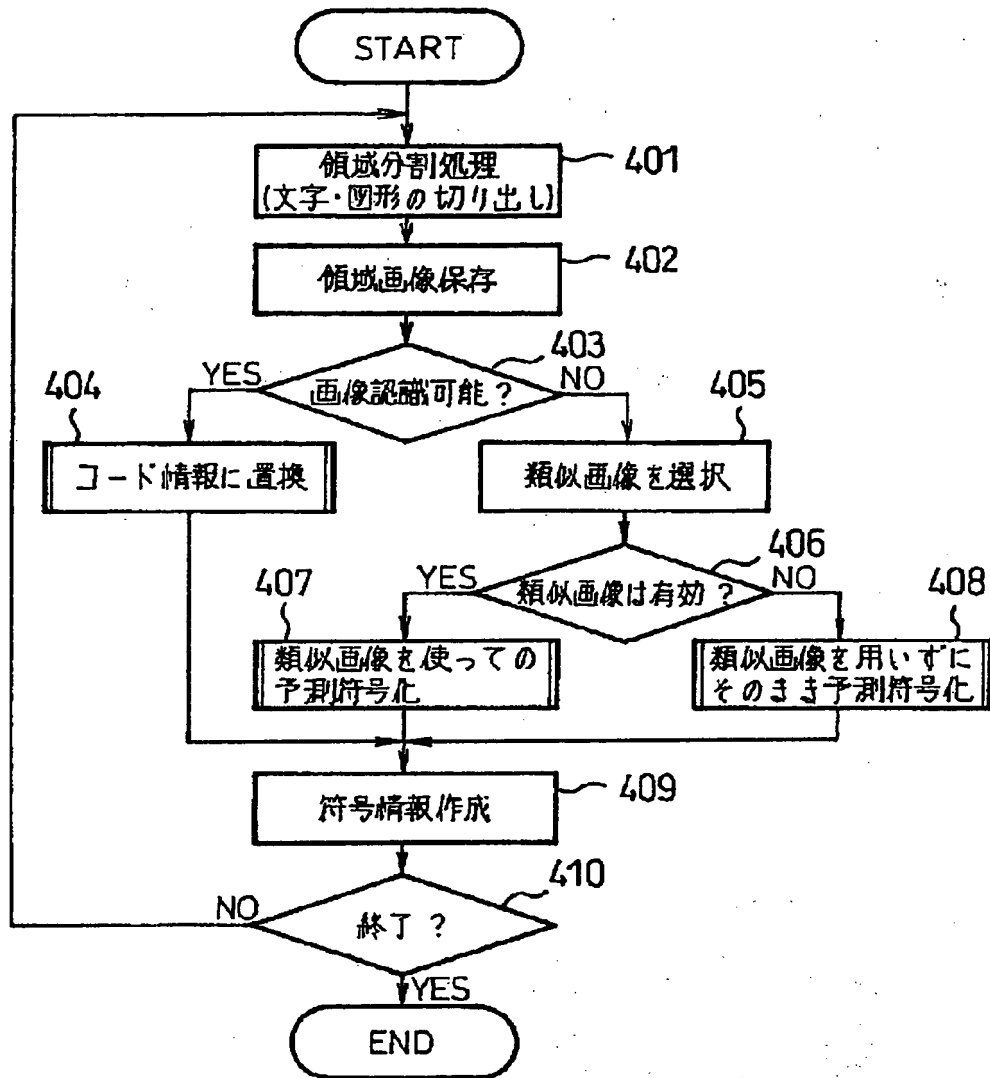 START
領域分割処理
(文字・図形の切り出し)
401
領域画像保存
402
403
YES
画像認識可能?
NO
404
コード情報に置換
405
類似画像を選択
406
YES
類似画像は有効?
NO
407
類似画像を使っての
予測符号化
408
類似画像を用いずに
そのまま予測符号化
409
符号情報作成
410
NO
終了?
YES
END